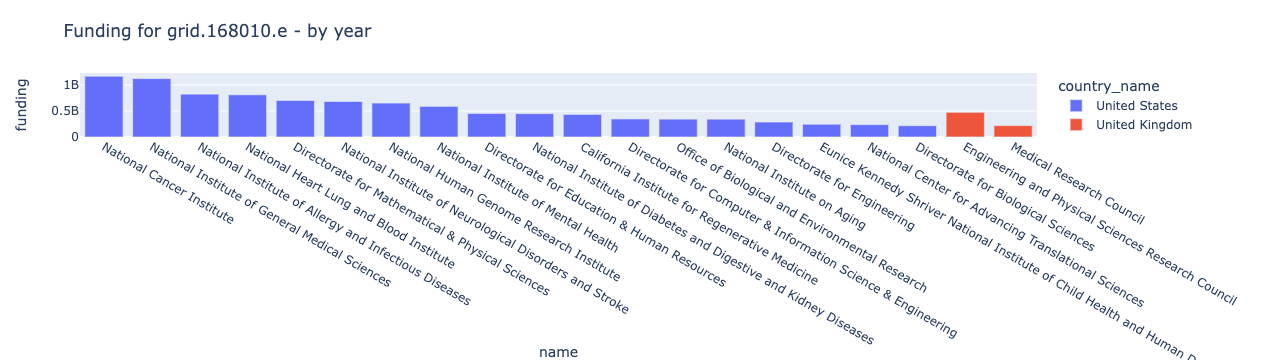 Funding for grid.168010.e - by year
funding
1B
0.5B
0
country_name
United States
United Kingdom
National Cancer Institute
National Institute of General Medical Sciences
National Institute of Allergy and Infectious Diseases
National Heart Lung and Blood Institute
Directorate for Mathematical & Physical Sciences
National Institute of Neurological Disorders and Stroke
National Human Genome Research Institute
National Institute of Mental Health
Directorate for Education & Human Resources
National Institute of Diabetes and Digestive and Kidney Diseases
California Institute for Regenerative Medicine
Directorate for Computer & Information Science & Engineering
Office of Biological and Environmental Research
National Institute on Aging
Directorate for Engineering
Eunice Kennedy Shriver National Institute of Child Health and Human
National Center for Advancing Translational Sciences
Directorate for Biological Sciences
Engineering and Physical Sciences Research Council
Medical Research Council
name